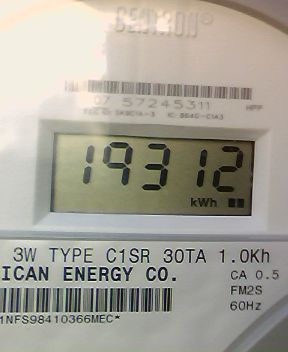 CENTRON®
07 57245311
HPF
19312
kWh
3W TYPE C1SR 30TA 1.0Kh
ICAN ENERGY CO.
CA 0.5
FM2S
60Hz
1NFS98410366MEC*